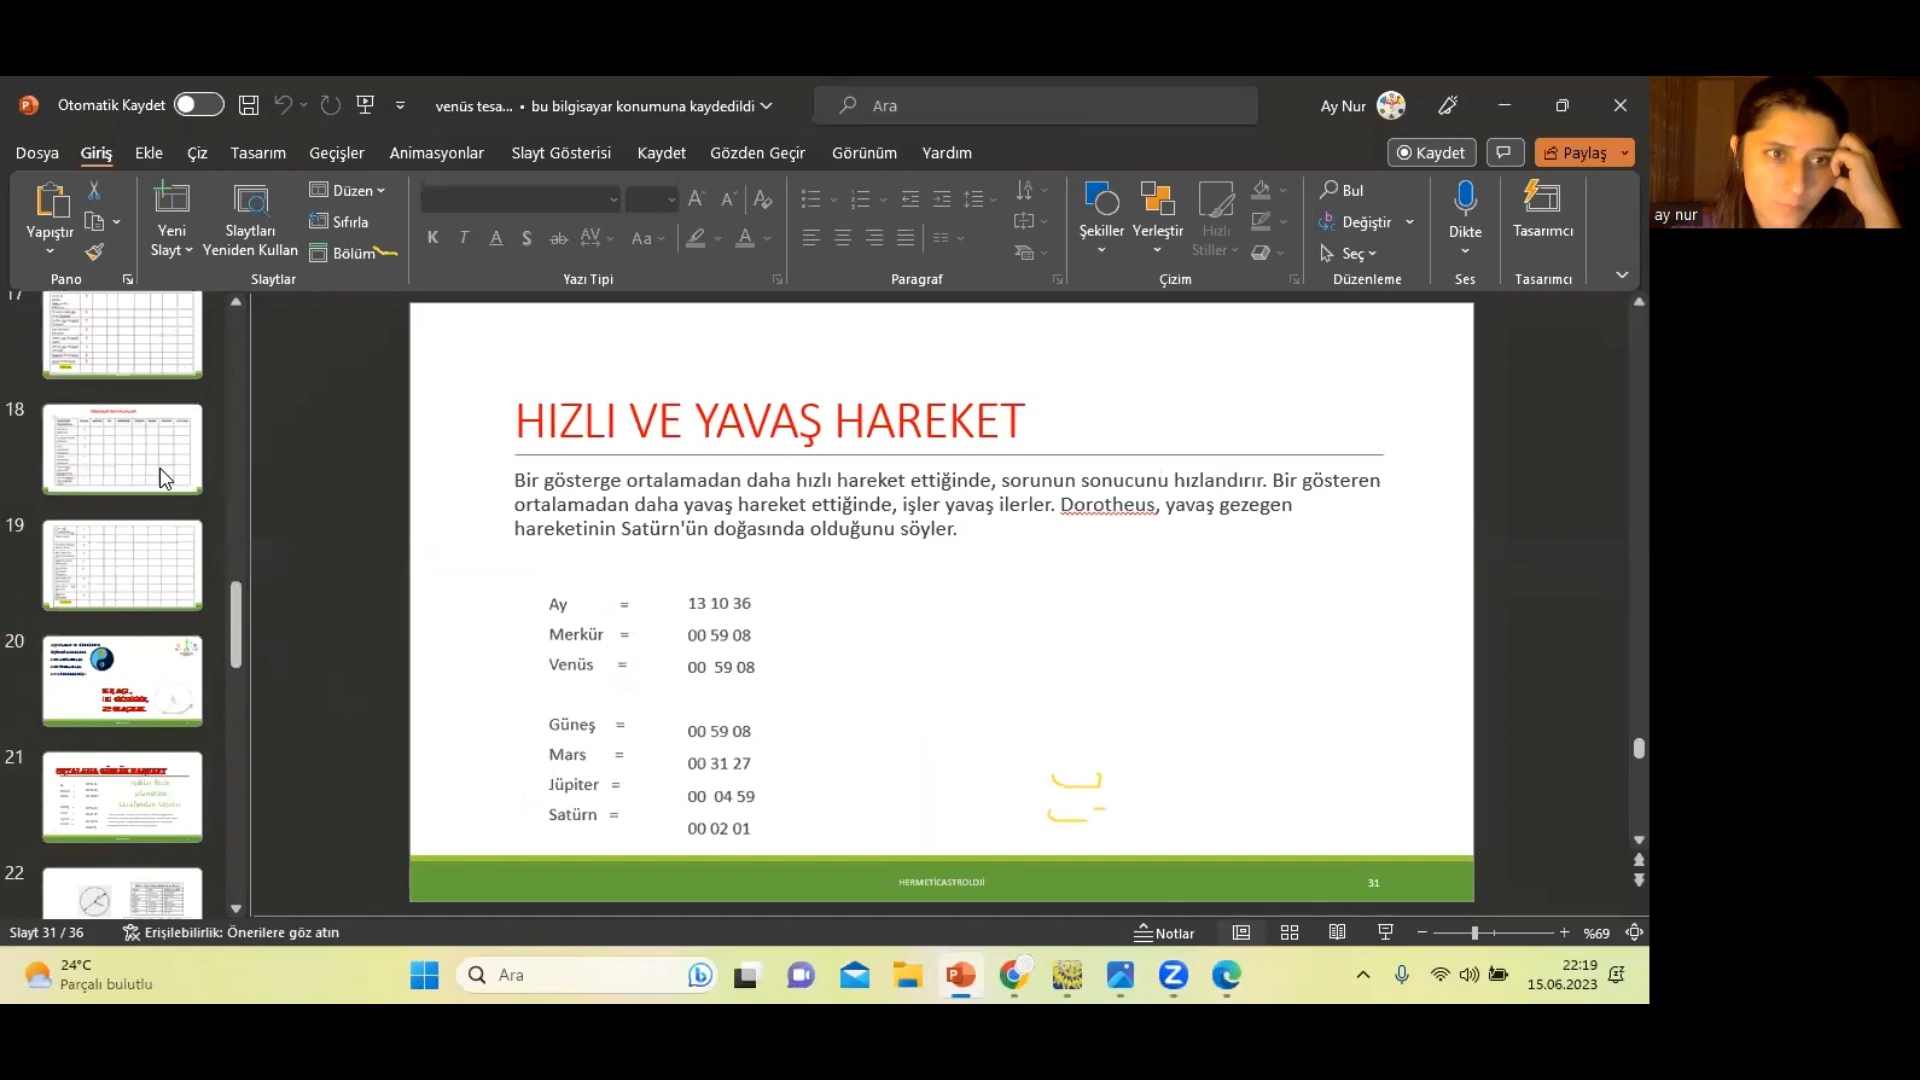 Otomatik Kaydet
venüs tesa... • bu bilgisayar konumuna kaydedildi
Ara
Ay Nur
Dosya Giriş Ekle Çiz Tasarım Geçişler Animasyonlar Slayt Gösterisi Kaydet Gözden Geçir Görünüm Yardım
Kaydet
Paylaş
Yapıştır
Pano
Yeni Slayt
Slaytları Yeniden Kullan
Düzen
Sıfırla
Bölüm
Slaytlar
K T A S ab AV Aa A
Yazı Tipi
Paragraf
Şekiller
Yerleştir
Hızlı Stiller
Çizim
Bul
Değiştir
Seç
Düzenleme
Dikte
Ses
Tasarımcı
Tasarımcı
ay nur
17
18
19
20
21
22
HIZLI VE YAVAŞ HAREKET
Bir gösterge ortalamadan daha hızlı hareket ettiğinde, sorunun sonucunu hızlandırır. Bir gösteren
ortalamadan daha yavaş hareket ettiğinde, işler yavaş ilerler. Dorotheus, yavaş gezegen
hareketinin Satürn'ün doğasında olduğunu söyler.
Ay = 13 10 36
Merkür = 00 59 08
Venüs = 00 59 08
Güneş = 00 59 08
Mars = 00 31 27
Jüpiter = 00 04 59
Satürn = 00 02 01
HERMETİCASTROLOJİ
31
Slayt 31 / 36
Erişilebilirlik: Önerilere göz atın
Notlar
%69
24°C
Parçalı bulutlu
Ara
22:19
15.06.2023